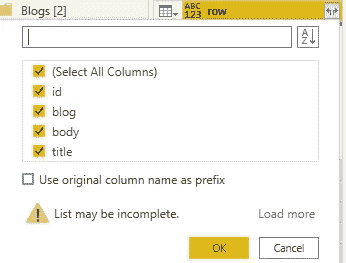 Blogs [2]
ABC
123
row
A
Z
(Select All Columns)
id
blog
body
title
Use original column name as prefix
List may be incomplete.
Load more
OK
Cancel